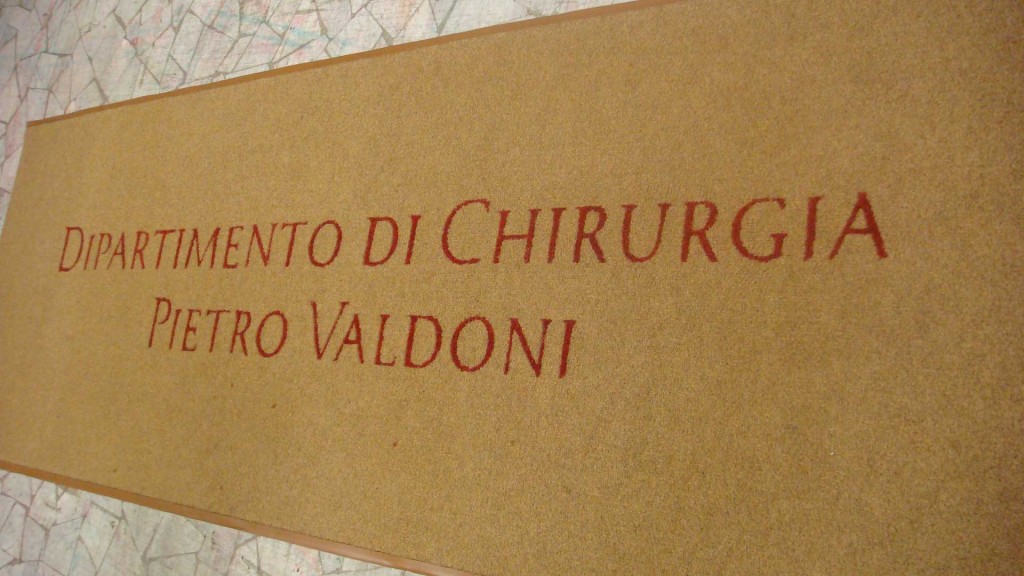 DIPARTIMENTO DI CHIRURGIA
PIETRO VALDONI